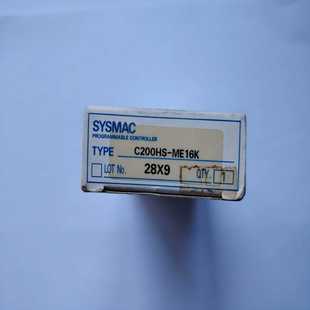 SYSMAC
PROGRAMMABLE CONTROLLER
TYPE C200HS-ME16K
LOT No. 28X9 QTY. 1